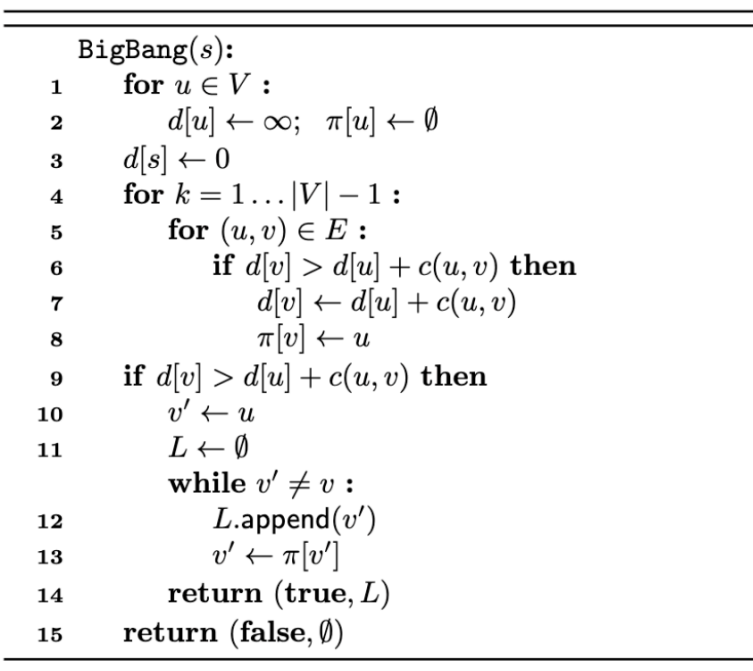 BigBang(s):
1 for u ∈ V :
2 d[u] ← ∞; π[u] ← ∅
3 d[s] ← 0
4 for k = 1…|V| − 1 :
5 for (u, v) ∈ E :
6 if d[v] > d[u] + c(u, v) then
7 d[v] ← d[u] + c(u, v)
8 π[v] ← u
9 if d[v] > d[u] + c(u, v) then
10 v′ ← u
11 L ← ∅
while v′ ≠ v :
12 L.append(v′)
13 v′ ← π[v′]
14 return (true, L)
15 return (false, ∅)